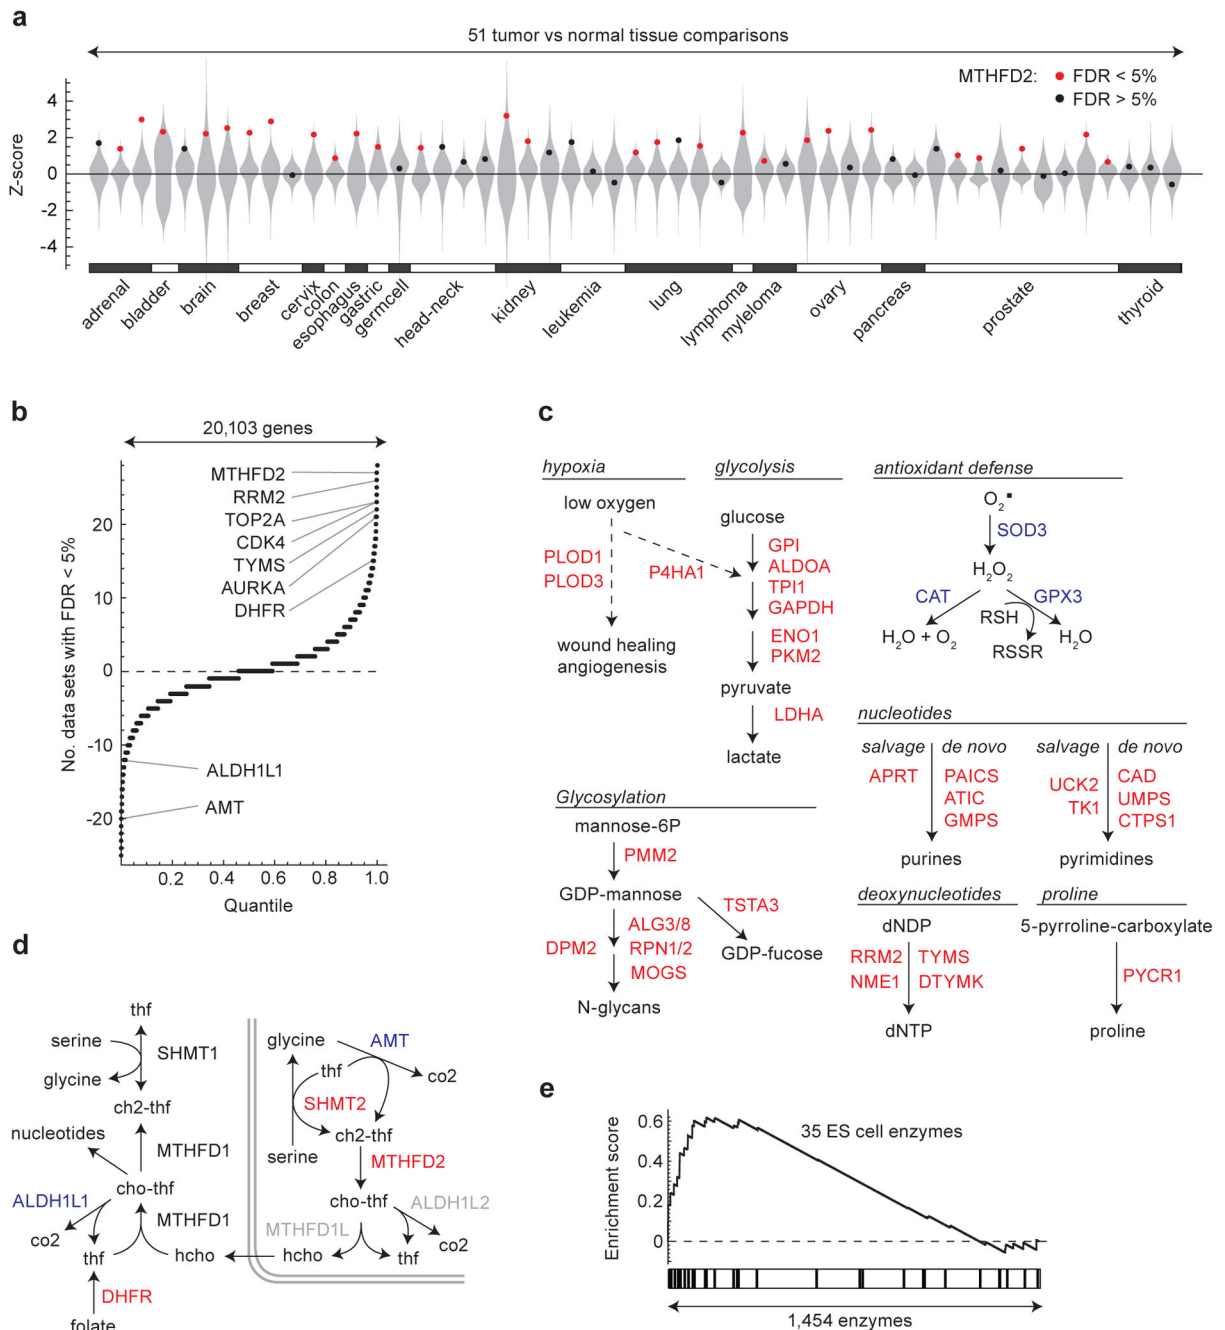 a
51 tumor vs normal tissue comparisons
MTHFD2:
FDR < 5%
FDR > 5%
Z-score
4
2
0
-2
-4
adrenal
bladder
brain
breast
cervix
colon
esophagus
gastric
germcell
head-neck
kidney
leukemia
lung
lymphoma
myleloma
ovary
pancreas
prostate
thyroid
b
20,103 genes
No. data sets with FDR < 5%
20
10
0
-10
-20
MTHFD2
RRM2
TOP2A
CDK4
TYMS
AURKA
DHFR
ALDH1L1
AMT
0.2 0.4 0.6 0.8 1.0
Quantile
c
hypoxia
low oxygen
PLOD1
PLOD3
P4HA1
wound healing
angiogenesis
glycolysis
glucose
GPI
ALDOA
TPI1
GAPDH
ENO1
PKM2
pyruvate
LDHA
lactate
antioxidant defense
O2▪
SOD3
H2O2
CAT
GPX3
RSH
H2O + O2
RSSR
H2O
nucleotides
salvage de novo
APRT
PAICS
ATIC
GMPS
purines
salvage de novo
UCK2
TK1
CAD
UMPS
CTPS1
pyrimidines
Glycosylation
mannose-6P
PMM2
GDP-mannose
TSTA3
DPM2
ALG3/8
RPN1/2
MOGS
GDP-fucose
N-glycans
deoxynucleotides
dNDP
RRM2 TYMS
NME1 DTYMK
dNTP
proline
5-pyrroline-carboxylate
PYCR1
proline
d
thf
serine
SHMT1
glycine
ch2-thf
nucleotides
MTHFD1
cho-thf
ALDH1L1
MTHFD1
co2
thf
hcho
DHFR
folate
glycine
AMT
thf
co2
SHMT2
ch2-thf
serine
MTHFD2
cho-thf
ALDH1L2
MTHFD1L
hcho
thf
co2
e
Enrichment score
0.6
0.4
0.2
0
35 ES cell enzymes
1,454 enzymes